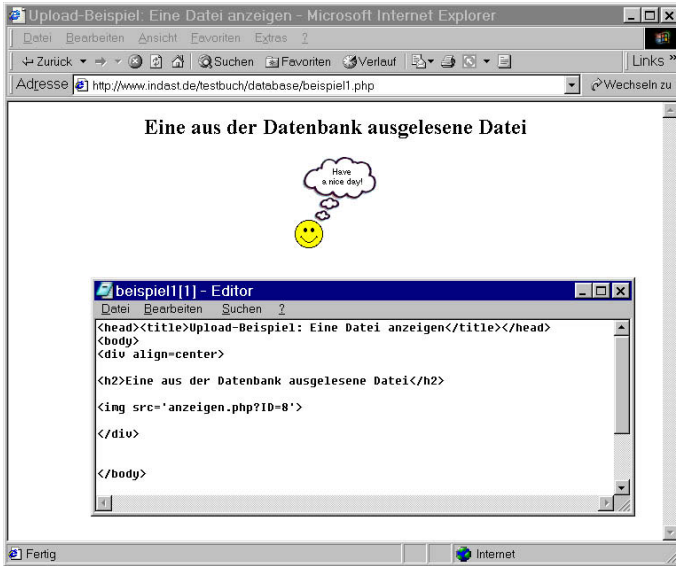 Upload-Beispiel: Eine Datei anzeigen - Microsoft Internet Explorer
Datei Bearbeiten Ansicht Favoriten Extras ?
Zurück Suchen Favoriten Verlauf Links »
Adresse http://www.indast.de/testbuch/database/beispiel1.php Wechseln zu
Eine aus der Datenbank ausgelesene Datei
Have
a nice day!
beispiel1[1] - Editor
Datei Bearbeiten Suchen ?
<head><title>Upload-Beispiel: Eine Datei anzeigen</title></head>
<body>
<div align=center>
<h2>Eine aus der Datenbank ausgelesene Datei</h2>
<img src='anzeigen.php?ID=8'>
</div>
</body>
Fertig Internet